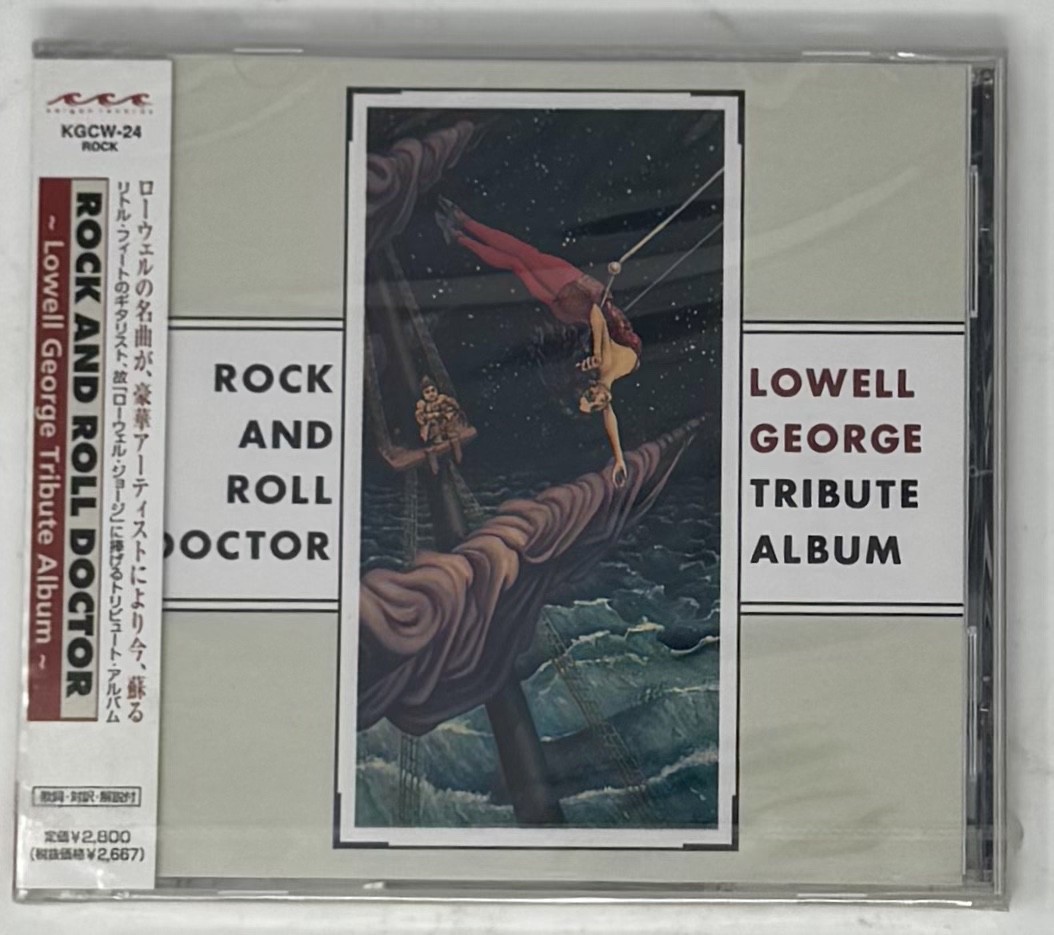 saigon records
KGCW-24
ROCK
ローウェルの名曲が、豪華アーティストにより今、蘇る
リトル・フィートのギタリスト、故「ローウェル・ジョージ」に捧げるトリビュート・アルバム
ROCK AND ROLL DOCTOR
~ Lowell George Tribute Album ~
歌詞・対訳・解説付
定価¥2,800
(税抜価格¥2,667)
ROCK
AND
ROLL
DOCTOR
LOWELL
GEORGE
TRIBUTE
ALBUM